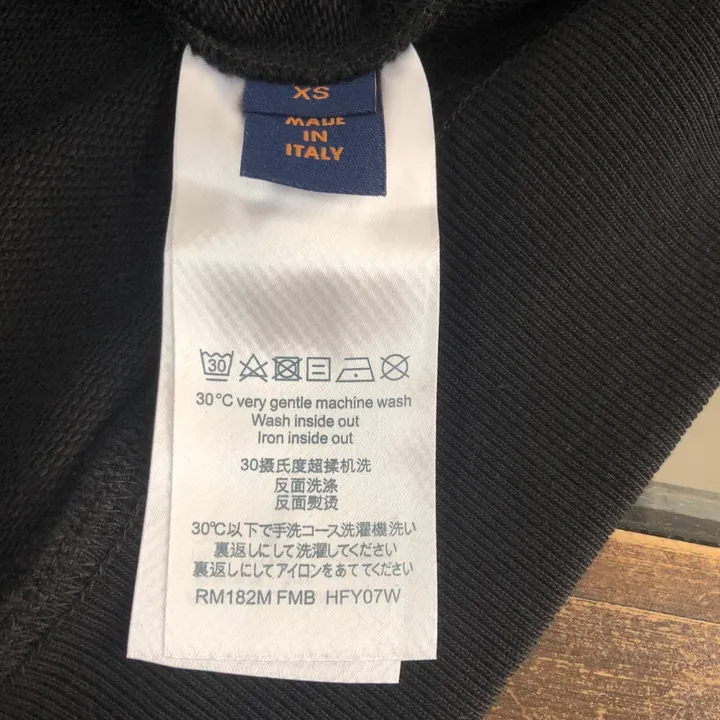 XS
MADE
IN
ITALY
30
30°C very gentle machine wash
Wash inside out
Iron inside out
30摄氏度超揉机洗
反面洗涤
反面熨烫
30℃以下で手洗コース洗濯機洗い
裏返しにして洗濯してください
裏返しにしてアイロンをあててください
RM182M FMB HFY07W